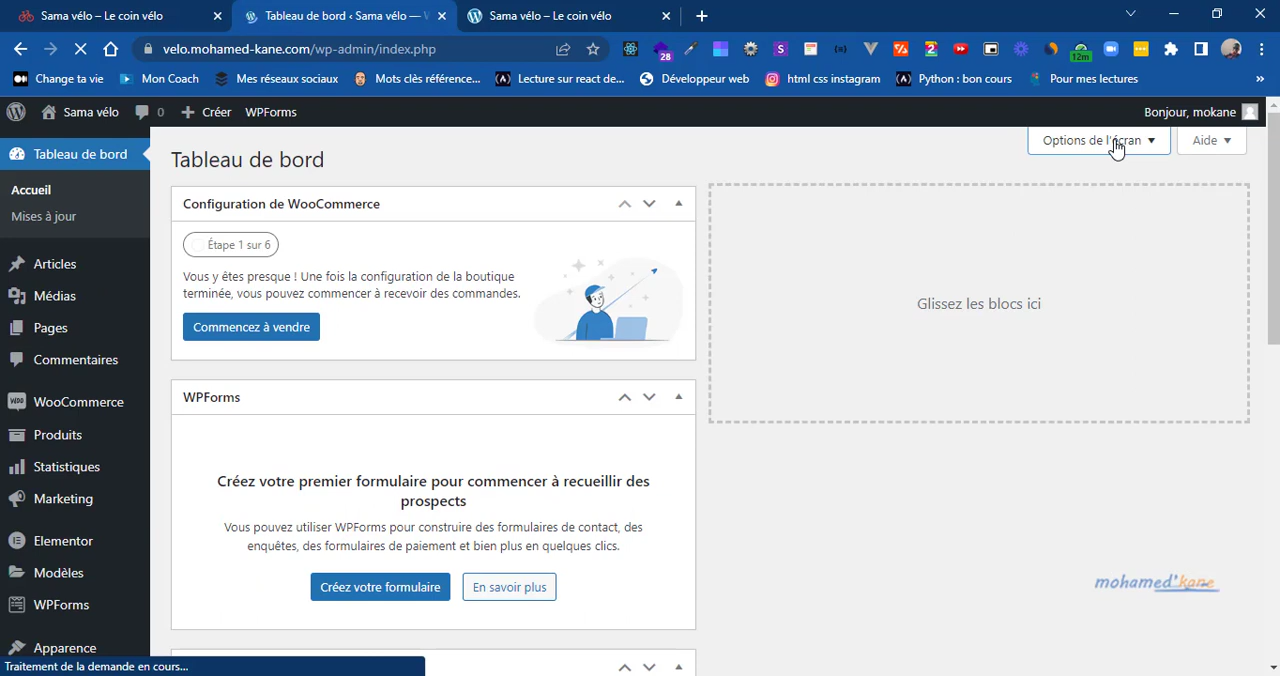 Sama vélo – Le coin vélo
Tableau de bord ‹ Sama vélo — W
Sama vélo – Le coin vélo
velo.mohamed-kane.com/wp-admin/index.php
28
12m
Change ta vie
Mon Coach
Mes réseaux sociaux
Mots clès référence...
Lecture sur react de...
Développeur web
html css instagram
Python : bon cours
Pour mes lectures
»
Sama vélo
0
Créer
WPForms
Bonjour, mokane
Tableau de bord
Options de l'écran
Aide
Tableau de bord
Accueil
Mises à jour
Articles
Médias
Pages
Commentaires
WooCommerce
Produits
Statistiques
Marketing
Elementor
Modèles
WPForms
Apparence
Configuration de WooCommerce
Étape 1 sur 6
Vous y êtes presque ! Une fois la configuration de la boutique
terminée, vous pouvez commencer à recevoir des commandes.
Commencez à vendre
Glissez les blocs ici
WPForms
Créez votre premier formulaire pour commencer à recueillir des
prospects
Vous pouvez utiliser WPForms pour construire des formulaires de contact, des
enquêtes, des formulaires de paiement et bien plus en quelques clics.
Créez votre formulaire
En savoir plus
mohamed'kane
Traitement de la demande en cours...